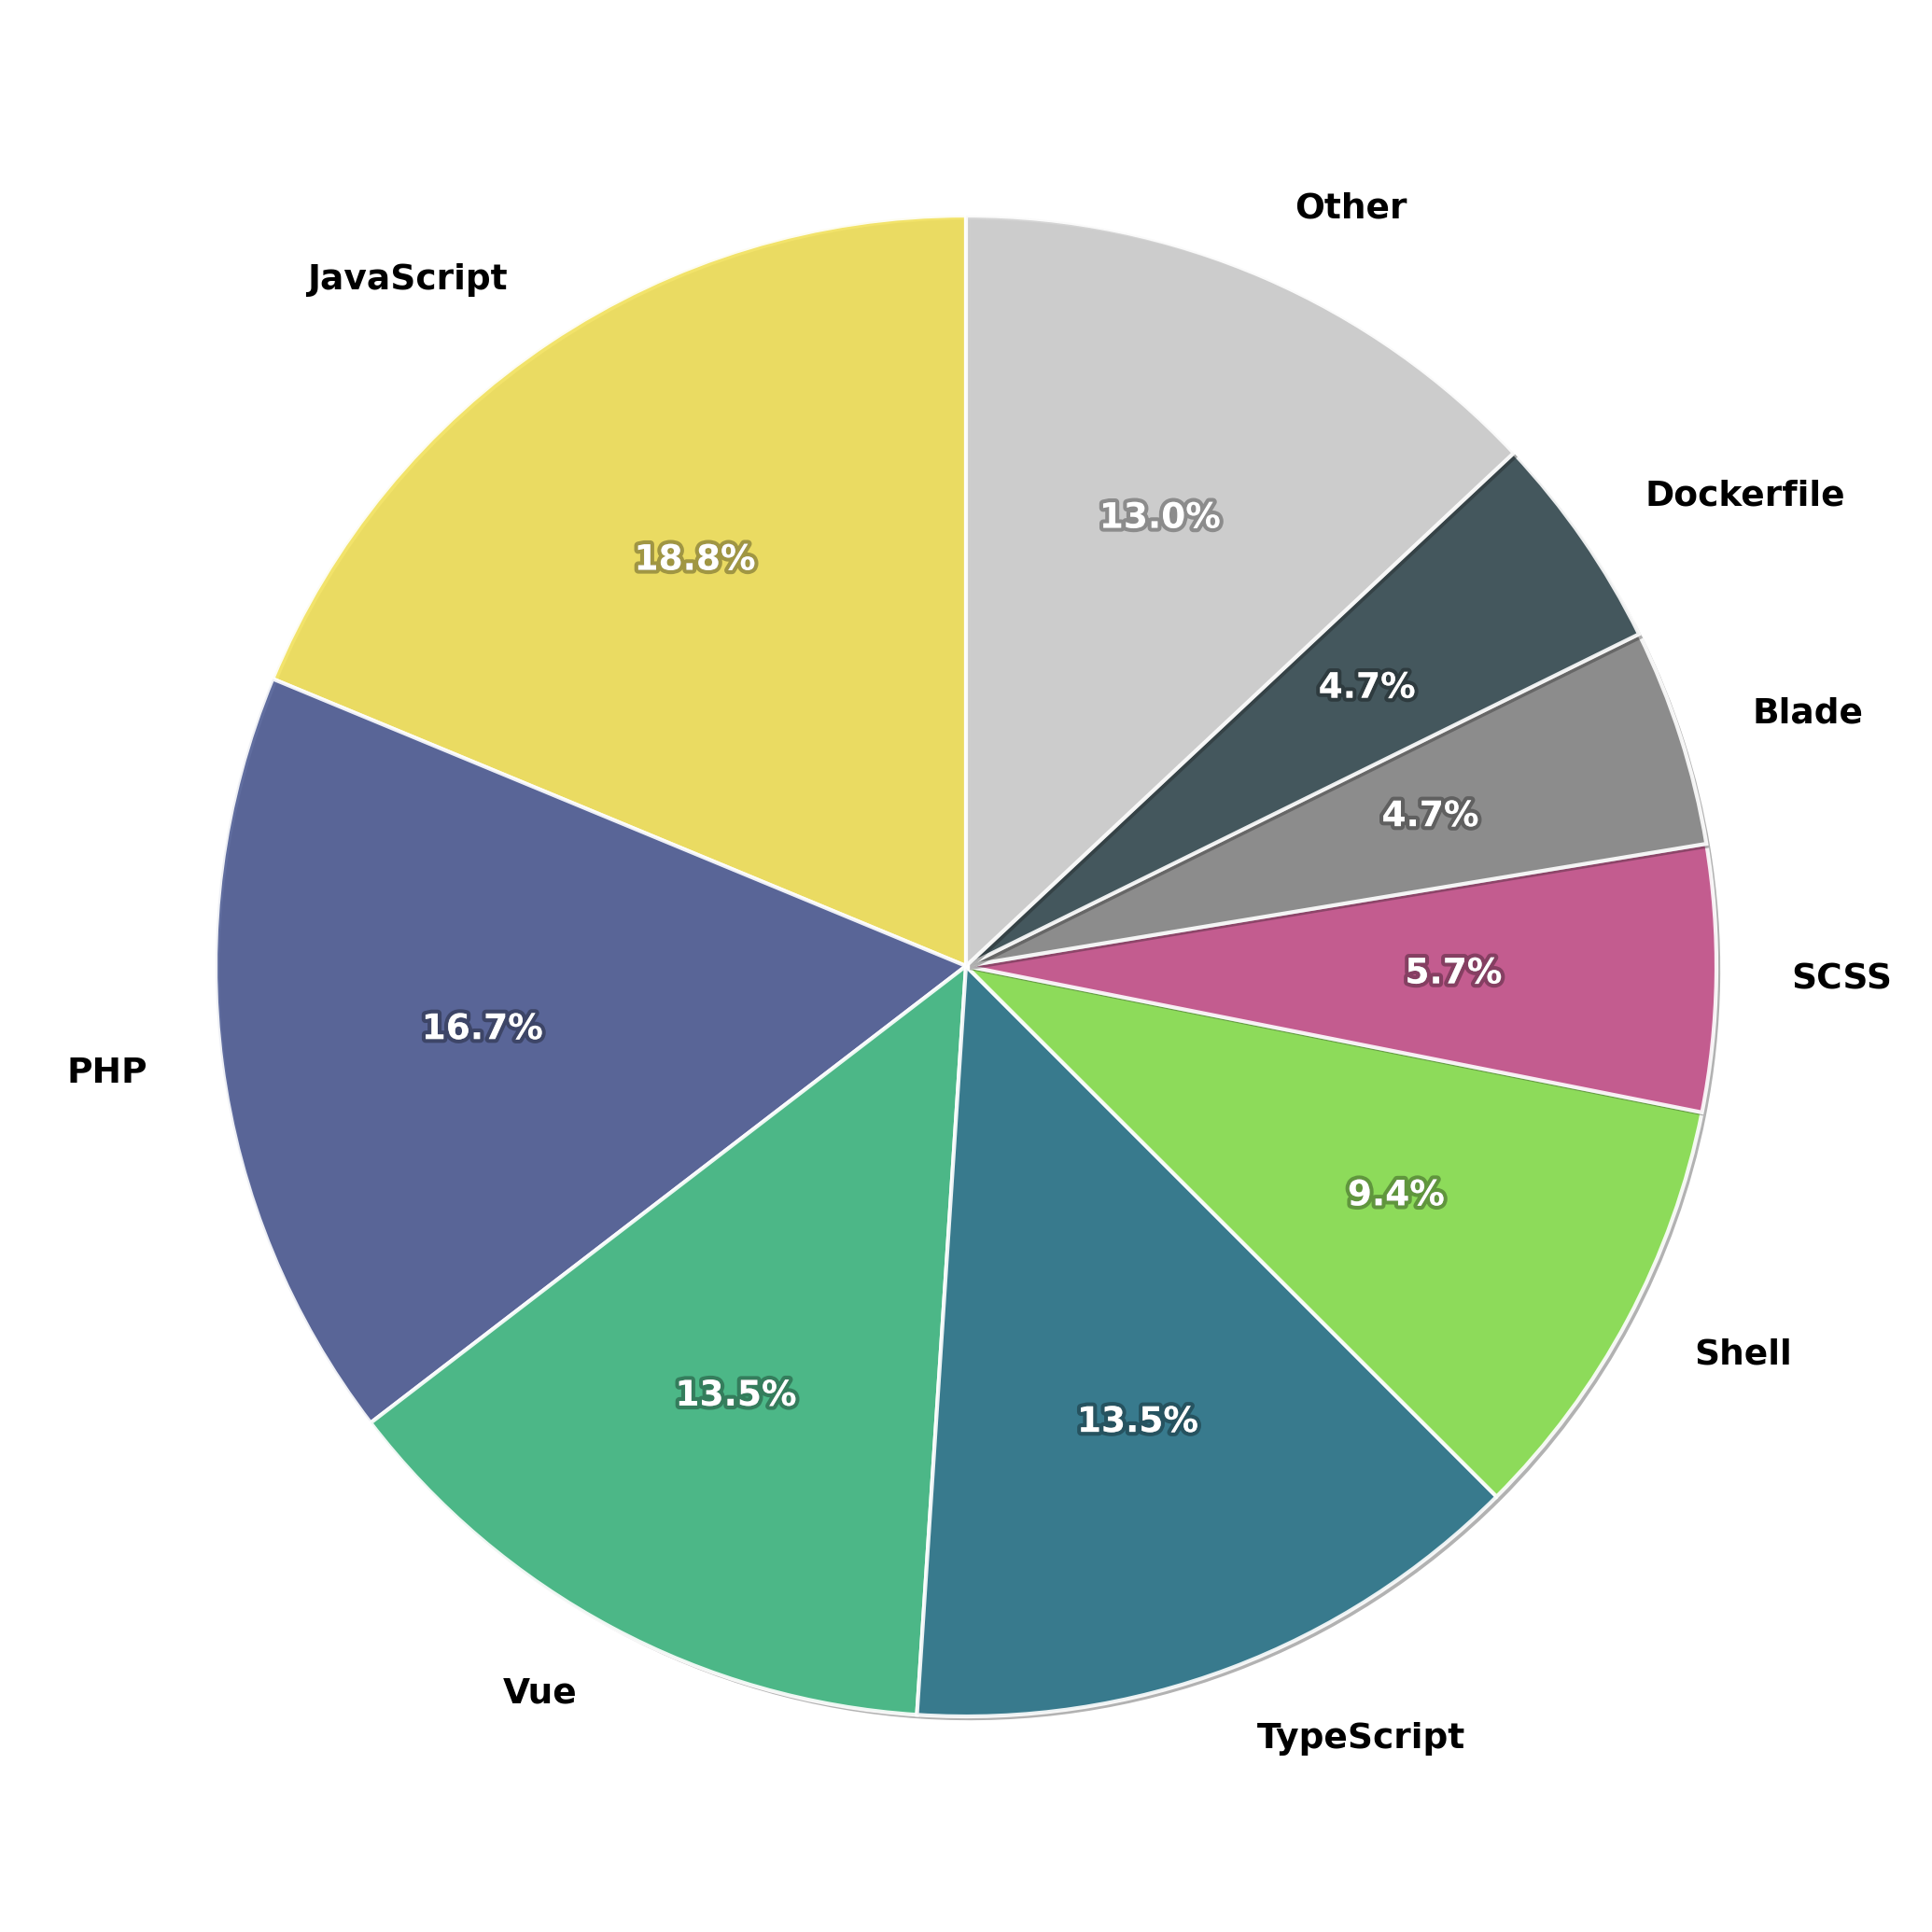 Other
JavaScript
Dockerfile
13.0%
18.8%
4.7%
Blade
4.7%
5.7%
SCSS
16.7%
PHP
9.4%
Shell
13.5%
13.5%
Vue
TypeScript